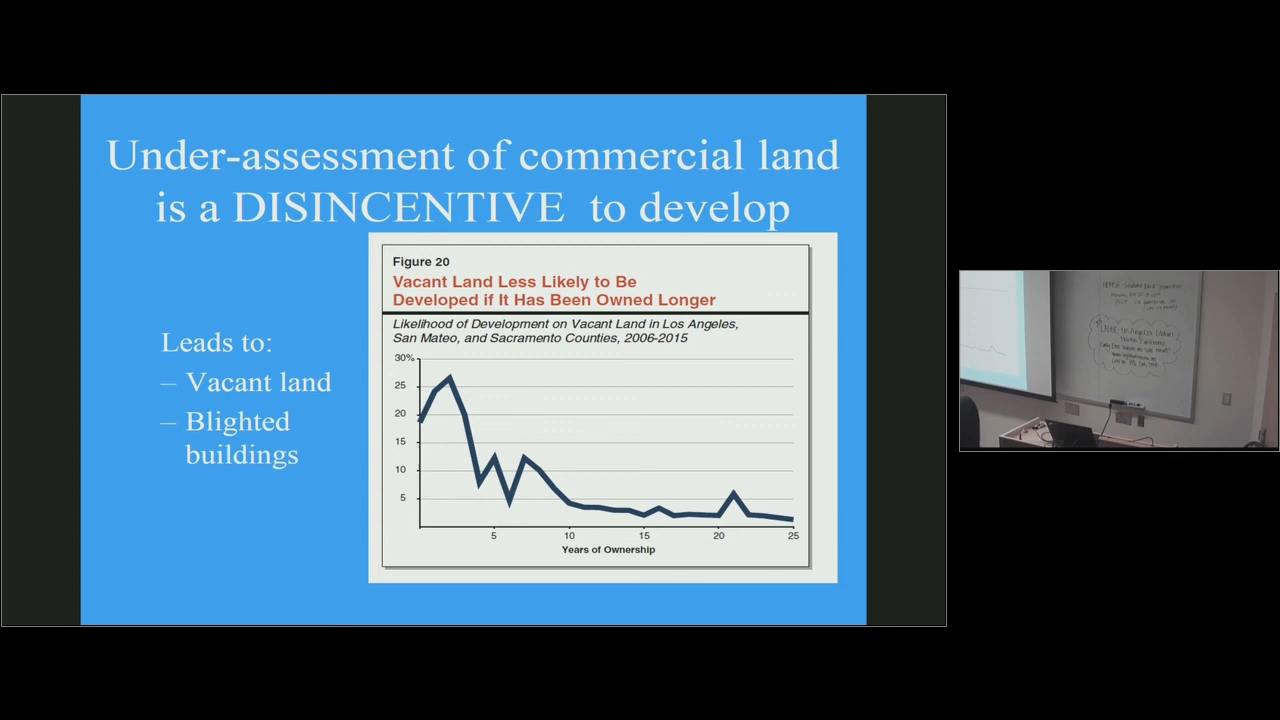 Under-assessment of commercial land
is a DISINCENTIVE to develop
Leads to:
– Vacant land
– Blighted
buildings
Figure 20
Vacant Land Less Likely to Be
Developed if It Has Been Owned Longer
Likelihood of Development on Vacant Land in Los Angeles,
San Mateo, and Sacramento Counties, 2006-2015
30%
25
20
15
10
5
5 10 15 20 25
Years of Ownership